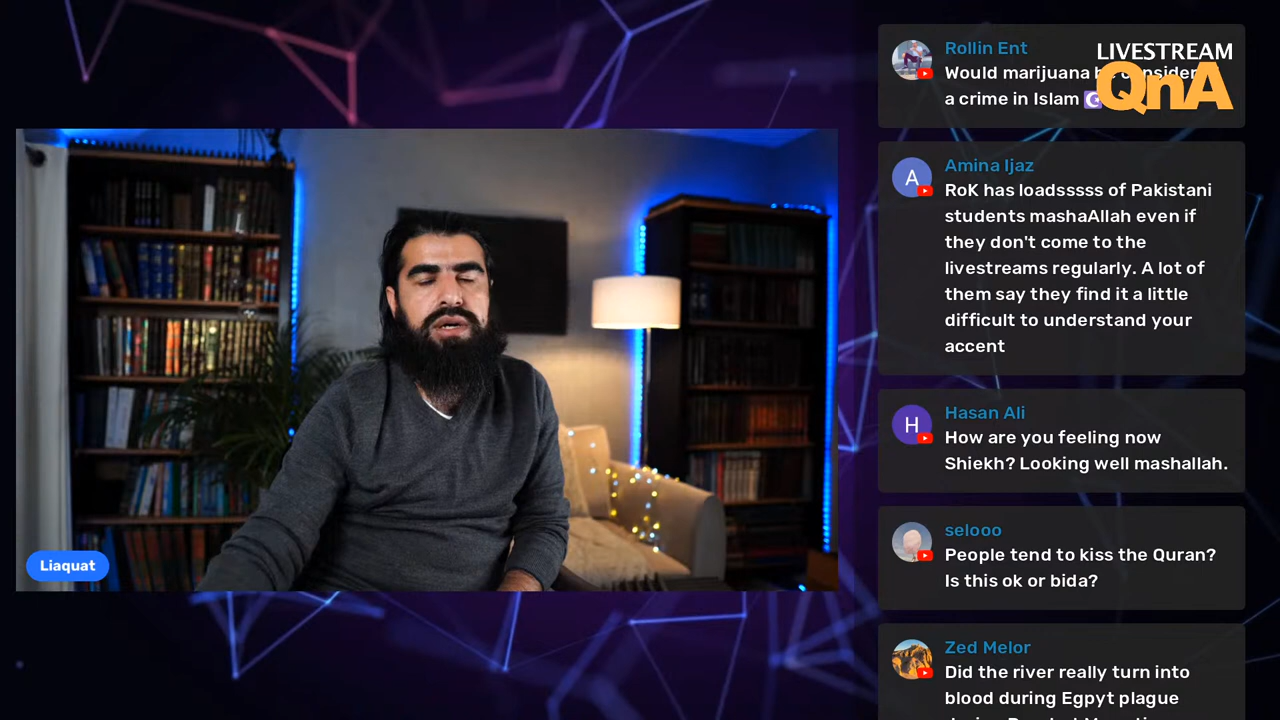 Liaquat
LIVESTREAM
QnA
Rollin Ent
Would marijuana
a crime in Islam
A
Amina Ijaz
RoK has loadsssss of Pakistani
students mashaAllah even if
they don't come to the
livestreams regularly. A lot of
them say they find it a little
difficult to understand your
accent
H
Hasan Ali
How are you feeling now
Shiekh? Looking well mashallah.
selooo
People tend to kiss the Quran?
Is this ok or bida?
Zed Melor
Did the river really turn into
blood during Egpyt plague